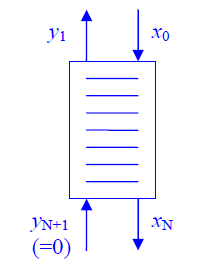 y₁ x₀
yN+1 xN
(=0)